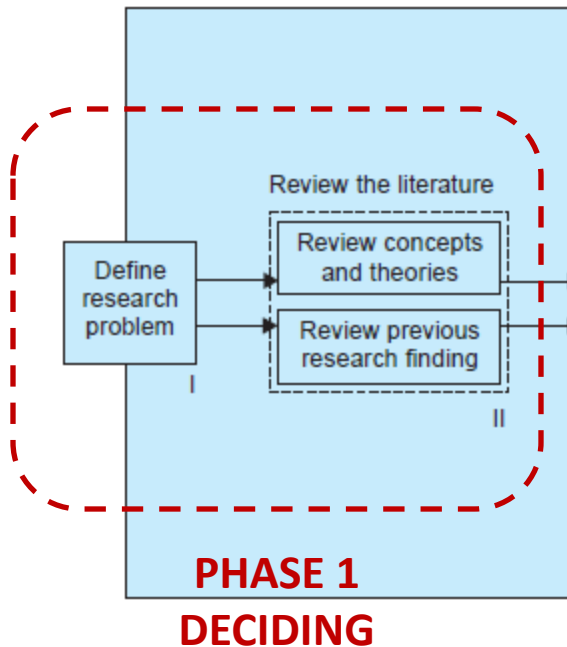 Review the literature
Review concepts
and theories
Define
research
problem
Review previous
research finding
I
II
PHASE 1
DECIDING